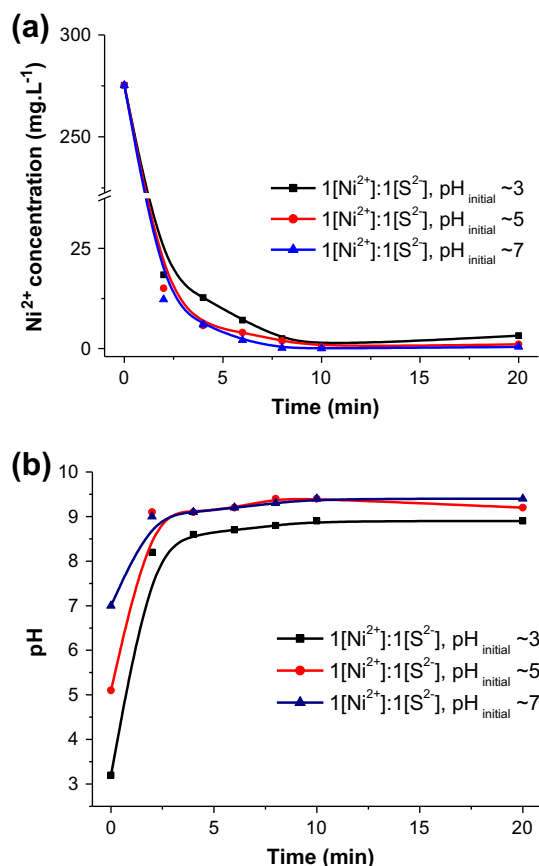 (a)
300
275
25
0
Ni²⁺ concentration (mg.L⁻¹)
1[Ni²⁺]:1[S²⁻], pH initial ~3
1[Ni²⁺]:1[S²⁻], pH initial ~5
1[Ni²⁺]:1[S²⁻], pH initial ~7
0 5 10 15 20
Time (min)
(b)
10
9
8
7
6
5
4
3
pH
1[Ni²⁺]:1[S²⁻], pH initial ~3
1[Ni²⁺]:1[S²⁻], pH initial ~5
1[Ni²⁺]:1[S²⁻], pH initial ~7
0 5 10 15 20
Time (min)